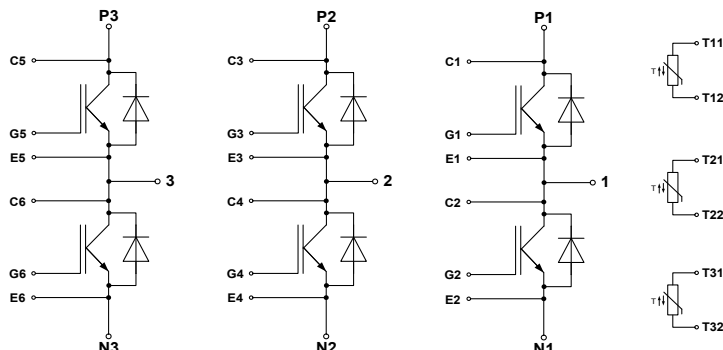 P3 P2 P1
C5 C3 C1 T11
T↑↓
T12
G5 G3 G1
E5 E3 E1 T21
3 2 1 T↑↓
C6 C4 C2 T22
G6 G4 G2 T31
E6 E4 E2 T↑↓
T32
N3 N2 N1